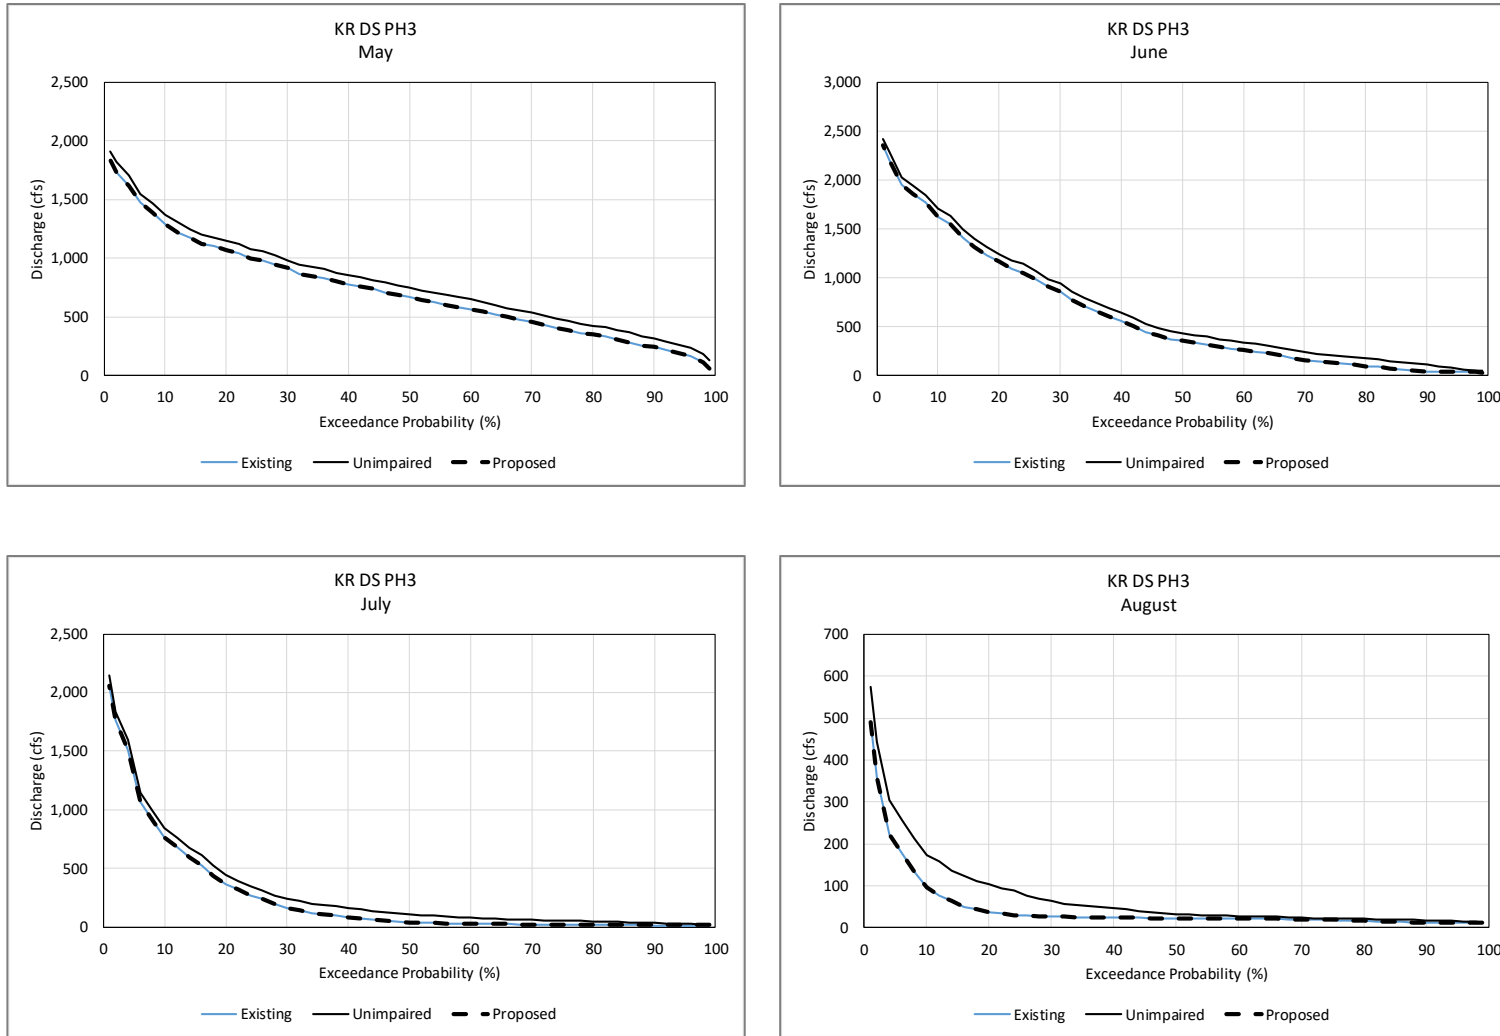 KR DS PH3
May
2,500
2,000
1,500
1,000
500
0
Discharge (cfs)
0 10 20 30 40 50 60 70 80 90 100
Exceedance Probability (%)
Existing Unimpaired Proposed
KR DS PH3
June
3,000
2,500
2,000
1,500
1,000
500
0
Discharge (cfs)
0 10 20 30 40 50 60 70 80 90 100
Exceedance Probability (%)
Existing Unimpaired Proposed
KR DS PH3
July
2,500
2,000
1,500
1,000
500
0
Discharge (cfs)
0 10 20 30 40 50 60 70 80 90 100
Exceedance Probability (%)
Existing Unimpaired Proposed
KR DS PH3
August
700
600
500
400
300
200
100
0
Discharge (cfs)
0 10 20 30 40 50 60 70 80 90 100
Exceedance Probability (%)
Existing Unimpaired Proposed